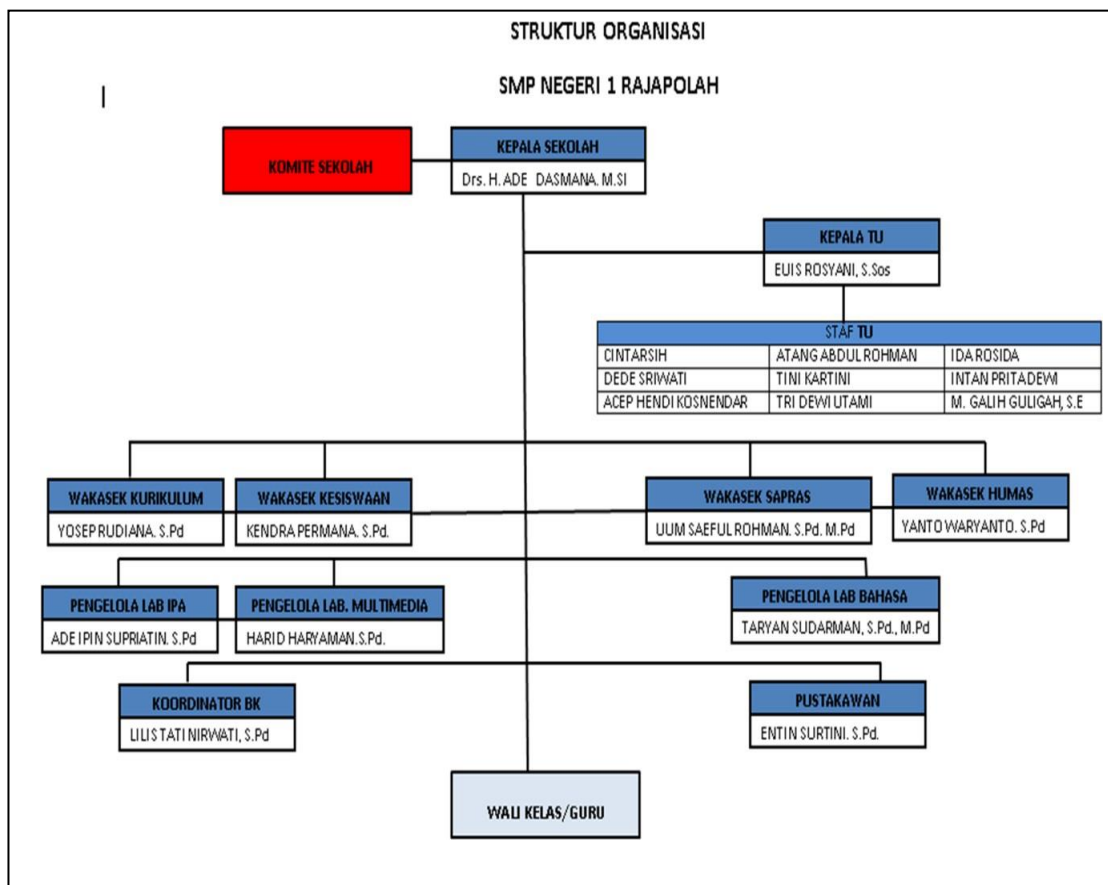 STRUKTUR ORGANISASI
SMP NEGERI 1 RAJAPOLAH
KOMITE SEKOLAH
KEPALA SEKOLAH
Drs. H. ADE DASMANA. M.SI
KEPALA TU
EUIS ROSYANI, S.Sos
STAF TU
CINTARSIH ATANG ABDUL ROHMAN IDA ROSIDA
DEDE SRIWATI TINI KARTINI INTAN PRITA DEWI
ACEP HENDI KOSNENDAR TRI DEWI UTAMI M. GALIH GULIGAH, S.E
WAKASEK KURIKULUM
YOSEP RUDIANA. S.Pd
WAKASEK KESISWAAN
KENDRA PERMANA. S.Pd.
WAKASEK SAPRAS
UUM SAEFUL ROHMAN. S.Pd. M.Pd
WAKASEK HUMAS
YANTO WARYANTO. S.Pd
PENGELOLA LAB IPA
ADE IPIN SUPRIATIN. S.Pd
PENGELOLA LAB. MULTIMEDIA
HARID HARYAMAN.S.Pd.
PENGELOLA LAB BAHASA
TARYAN SUDARMAN, S.Pd., M.Pd
KOORDINATOR BK
LILIS TATI NIRWATI, S.Pd
PUSTAKAWAN
ENTIN SURTINI. S.Pd.
WALI KELAS/GURU